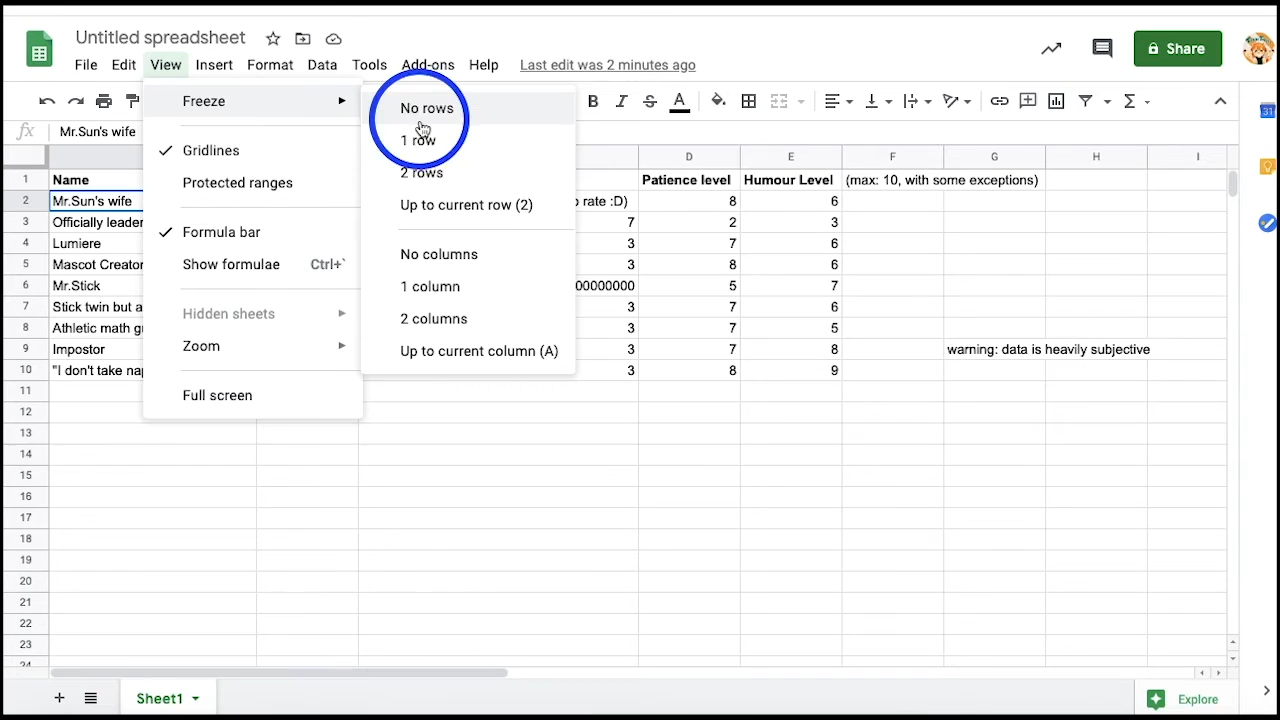 Untitled spreadsheet
File Edit View Insert Format Data Tools Add-ons Help Last edit was 2 minutes ago
Share
Freeze
Gridlines
Protected ranges
Formula bar
Show formulae Ctrl+`
Hidden sheets
Zoom
Full screen
No rows
1 row
2 rows
Up to current row (2)
No columns
1 column
2 columns
Up to current column (A)
B I S A
fx Mr.Sun's wife
D E F G H I
1 Name Patience level Humour Level (max: 10, with some exceptions)
2 Mr.Sun's wife rate :D) 8 6
3 Officially leader 7 2 3
4 Lumiere 3 7 6
5 Mascot Creator 3 8 6
6 Mr.Stick 00000000 5 7
7 Stick twin but a 3 7 6
8 Athletic math 3 7 5
9 Impostor 3 7 8 warning: data is heavily subjective
10 "I don't take nap 3 8 9
11
12
13
14
15
16
17
18
19
20
21
22
23
24
+ Sheet1 Explore
31